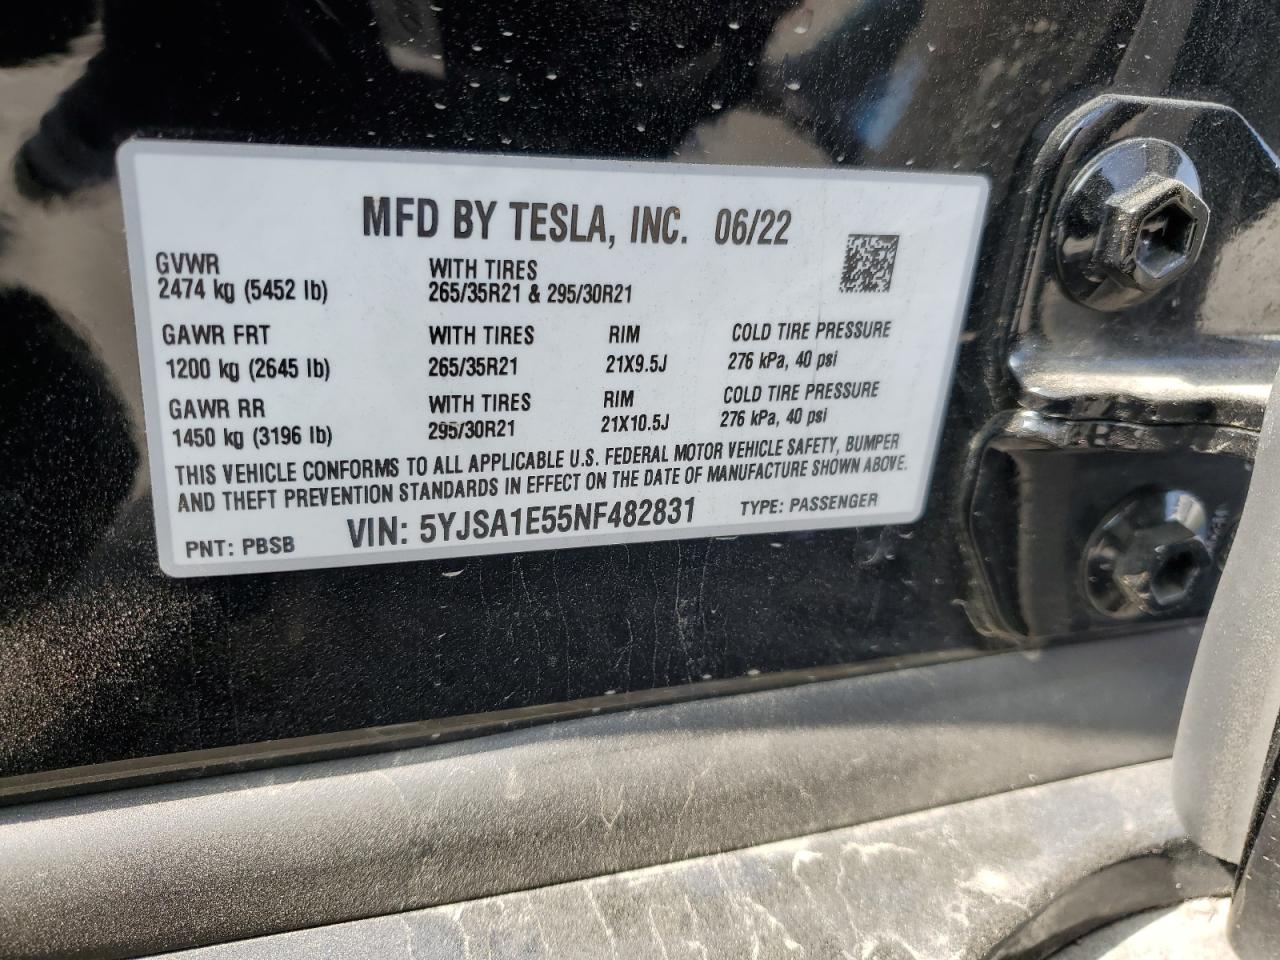 MFD BY TESLA, INC. 06/22
GVWR WITH TIRES
2474 kg (5452 lb) 265/35R21 & 295/30R21
GAWR FRT WITH TIRES RIM COLD TIRE PRESSURE
1200 kg (2645 lb) 265/35R21 21X9.5J 276 kPa, 40 psi
GAWR RR WITH TIRES RIM COLD TIRE PRESSURE
1450 kg (3196 lb) 295/30R21 21X10.5J 276 kPa, 40 psi
THIS VEHICLE CONFORMS TO ALL APPLICABLE U.S. FEDERAL MOTOR VEHICLE SAFETY, BUMPER
AND THEFT PREVENTION STANDARDS IN EFFECT ON THE DATE OF MANUFACTURE SHOWN ABOVE.
PNT: PBSB VIN: 5YJSA1E55NF482831 TYPE: PASSENGER